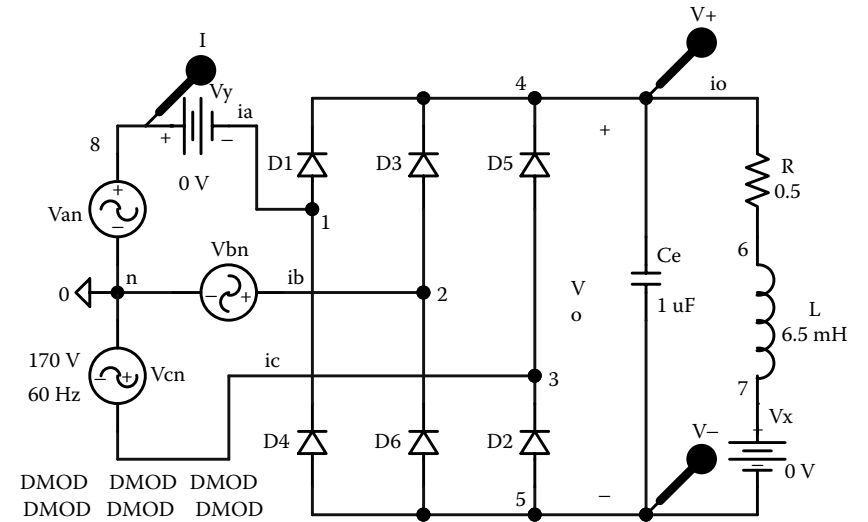 V+
I
Vy
4
io
ia
+
8
+
−
D1
D3
D5
R
0.5
0 V
+
Van
−
1
Vbn
6
Ce
n
ib
0
−
+
2
V
o
1 uF
L
6.5 mH
170 V
60 Hz
−
+
Vcn
ic
3
7
Vx
D4
D6
D2
V−
+
−
0 V
DMOD DMOD DMOD
DMOD DMOD DMOD
5
−